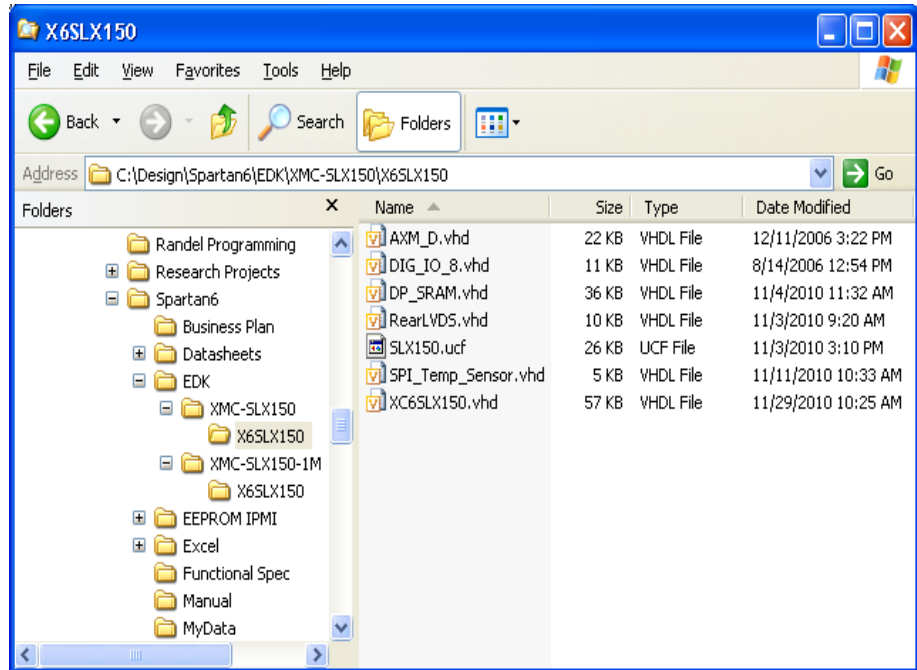 X6SLX150
File Edit View Favorites Tools Help
Back Search Folders
Address C:\Design\Spartan6\EDK\XMC-SLX150\X6SLX150 Go
Folders x
Randel Programming
Research Projects
Spartan6
Business Plan
Datasheets
EDK
XMC-SLX150
X6SLX150
XMC-SLX150-1M
X6SLX150
EEPROM IPMI
Excel
Functional Spec
Manual
MyData
Name Size Type Date Modified
AXM_D.vhd 22 KB VHDL File 12/11/2006 3:22 PM
DIG_IO_8.vhd 11 KB VHDL File 8/14/2006 12:54 PM
DP_SRAM.vhd 36 KB VHDL File 11/4/2010 11:32 AM
RearLVDS.vhd 10 KB VHDL File 11/3/2010 9:20 AM
SLX150.ucf 26 KB UCF File 11/3/2010 3:10 PM
SPI_Temp_Sensor.vhd 5 KB VHDL File 11/11/2010 10:33 AM
XC6SLX150.vhd 57 KB VHDL File 11/29/2010 10:25 AM